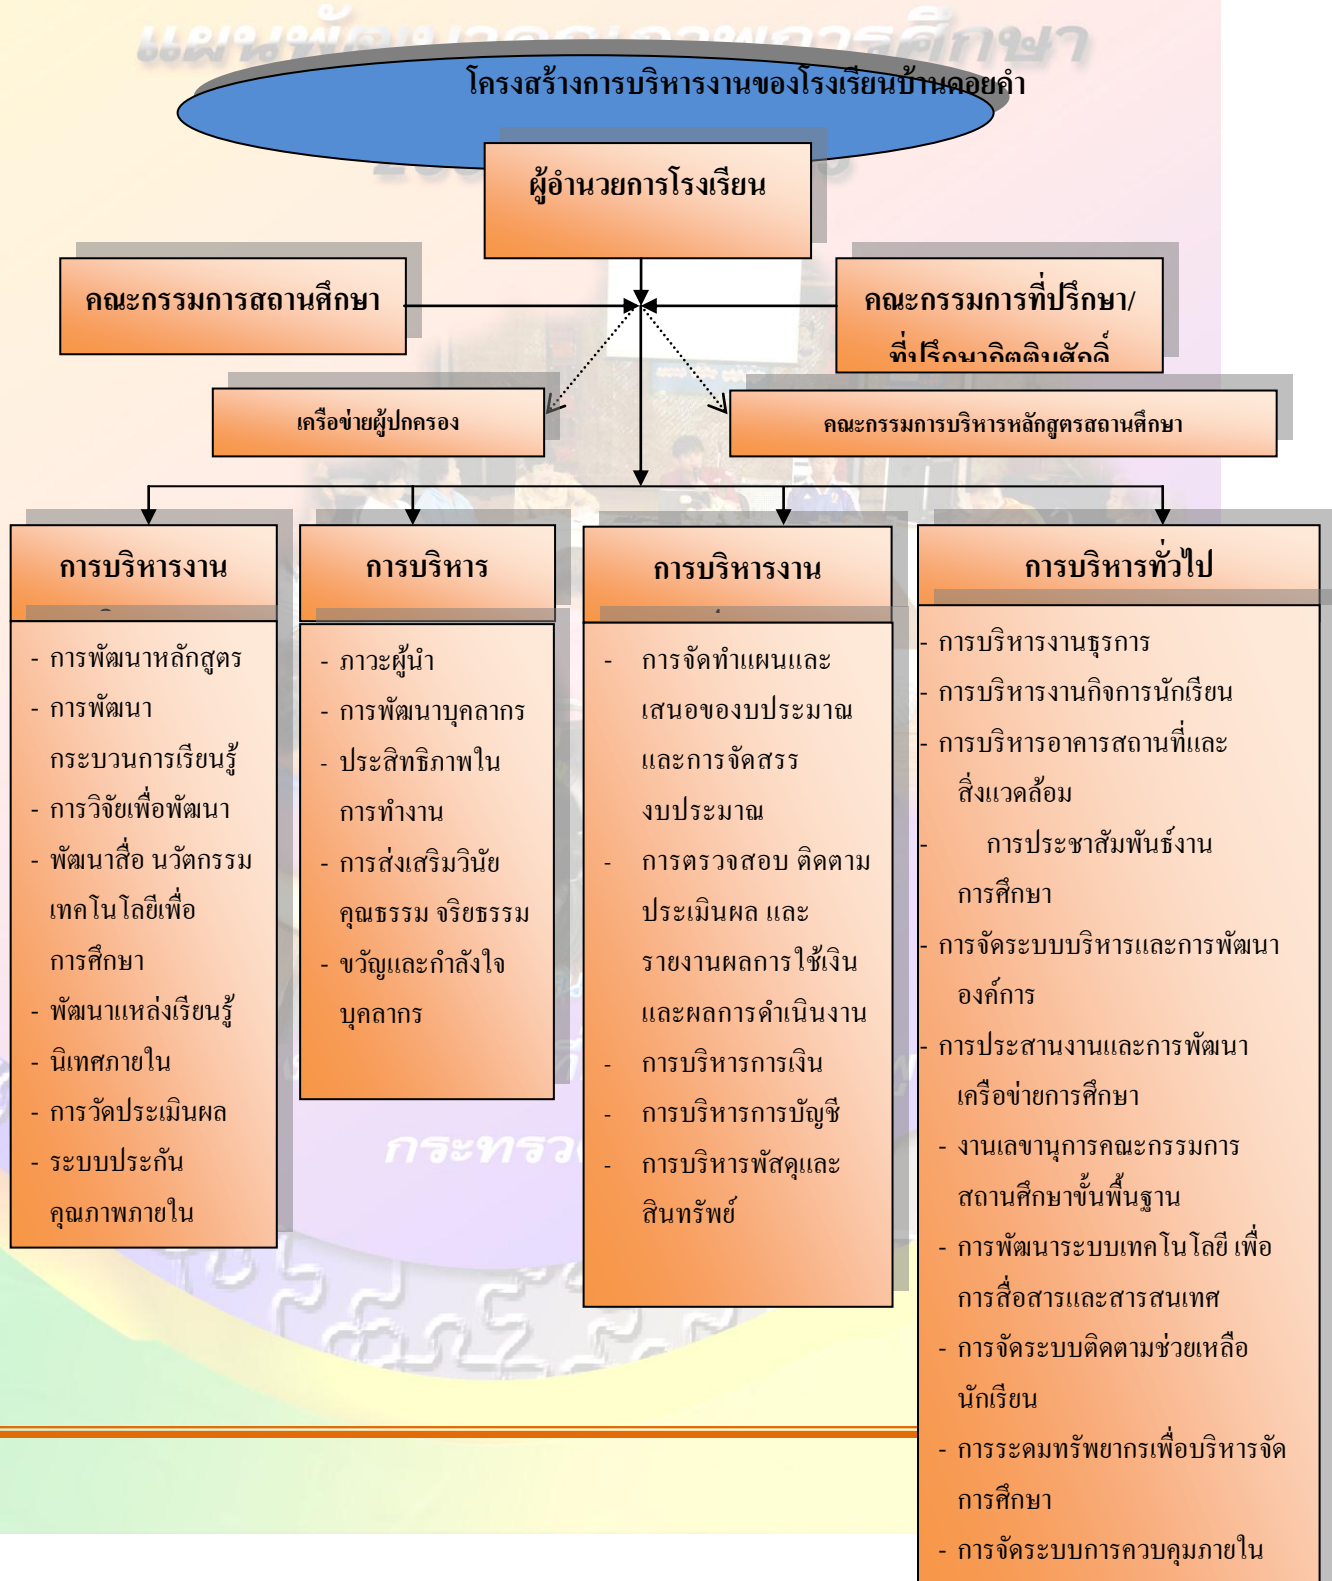 แผนพัฒนาคุณภาพการศึกษา
โครงสร้างการบริหารงานของโรงเรียนบ้านดอยคำ
ผู้อำนวยการโรงเรียน
คณะกรรมการสถานศึกษา
คณะกรรมการที่ปรึกษา/
ที่ปรึกษากิตติมศักดิ์
เครือข่ายผู้ปกครอง
คณะกรรมการบริหารหลักสูตรสถานศึกษา
การบริหารงาน
- การพัฒนาหลักสูตร
- การพัฒนา
กระบวนการเรียนรู้
- การวิจัยเพื่อพัฒนา
- พัฒนาสื่อ นวัตกรรม
เทคโนโลยีเพื่อ
การศึกษา
- พัฒนาแหล่งเรียนรู้
- นิเทศภายใน
- การวัดประเมินผล
- ระบบประกัน
คุณภาพภายใน
การบริหาร
- ภาวะผู้นำ
- การพัฒนาบุคลากร
- ประสิทธิภาพใน
การทำงาน
- การส่งเสริมวินัย
คุณธรรม จริยธรรม
- ขวัญและกำลังใจ
บุคลากร
การบริหารงาน
- การจัดทำแผนและ
เสนอของบประมาณ
และการจัดสรร
งบประมาณ
- การตรวจสอบ ติดตาม
ประเมินผล และ
รายงานผลการใช้เงิน
และผลการดำเนินงาน
- การบริหารการเงิน
- การบริหารการบัญชี
- การบริหารพัสดุและ
สินทรัพย์
การบริหารทั่วไป
- การบริหารงานธุรการ
- การบริหารงานกิจการนักเรียน
- การบริหารอาคารสถานที่และ
สิ่งแวดล้อม
- การประชาสัมพันธ์งาน
การศึกษา
- การจัดระบบบริหารและการพัฒนา
องค์การ
- การประสานงานและการพัฒนา
เครือข่ายการศึกษา
- งานเลขานุการคณะกรรมการ
สถานศึกษาขั้นพื้นฐาน
- การพัฒนาระบบเทคโนโลยี เพื่อ
การสื่อสารและสารสนเทศ
- การจัดระบบติดตามช่วยเหลือ
นักเรียน
- การระดมทรัพยากรเพื่อบริหารจัด
การศึกษา
- การจัดระบบการควบคุมภายใน